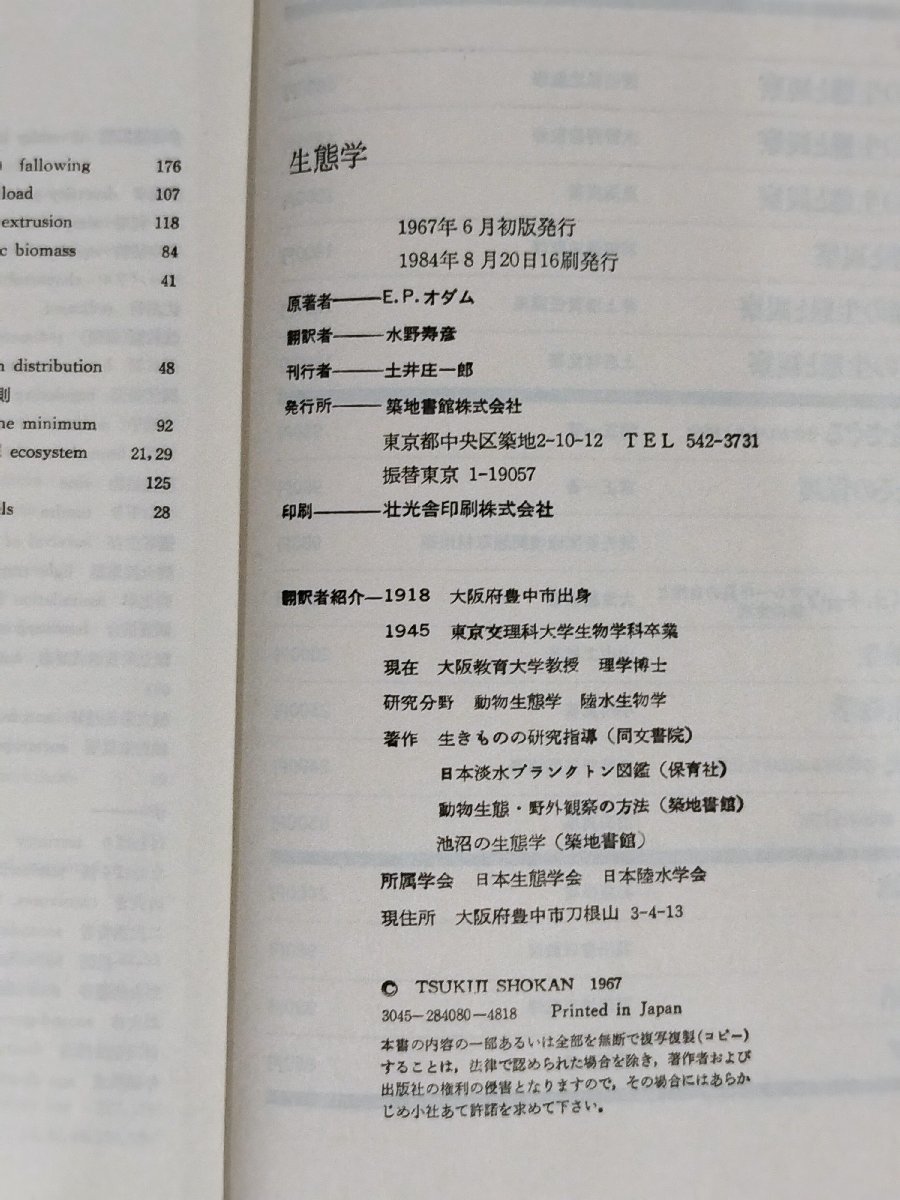 fallowing 176
load 107
extrusion 118
biomass 84
41
distribution 48
則
minimum 92
ecosystem 21,29
125
28
生態学
1967年6月初版発行
1984年8月20日16刷発行
原著者――E.P.オダム
翻訳者――水野寿彦
刊行者――土井庄一郎
発行所――築地書館株式会社
東京都中央区築地2-10-12 TEL 542-3731
振替東京 1-19057
印刷――壮光舎印刷株式会社
翻訳者紹介―1918 大阪府豊中市出身
1945 東京文理科大学生物学科卒業
現在 大阪教育大学教授 理学博士
研究分野 動物生態学 陸水生物学
著作 生きものの研究指導(同文書院)
日本淡水プランクトン図鑑(保育社)
動物生態・野外観察の方法(築地書館)
池沼の生態学(築地書館)
所属学会 日本生態学会 日本陸水学会
現住所 大阪府豊中市刀根山 3-4-13
© TSUKIJI SHOKAN 1967
3045-284080-4818 Printed in Japan
本書の内容の一部あるいは全部を無断で複写複製(コピー)
することは,法律で認められた場合を除き,著作者および
出版社の権利の侵害となりますので,その場合にはあらか
じめ小社あて許諾を求めて下さい。